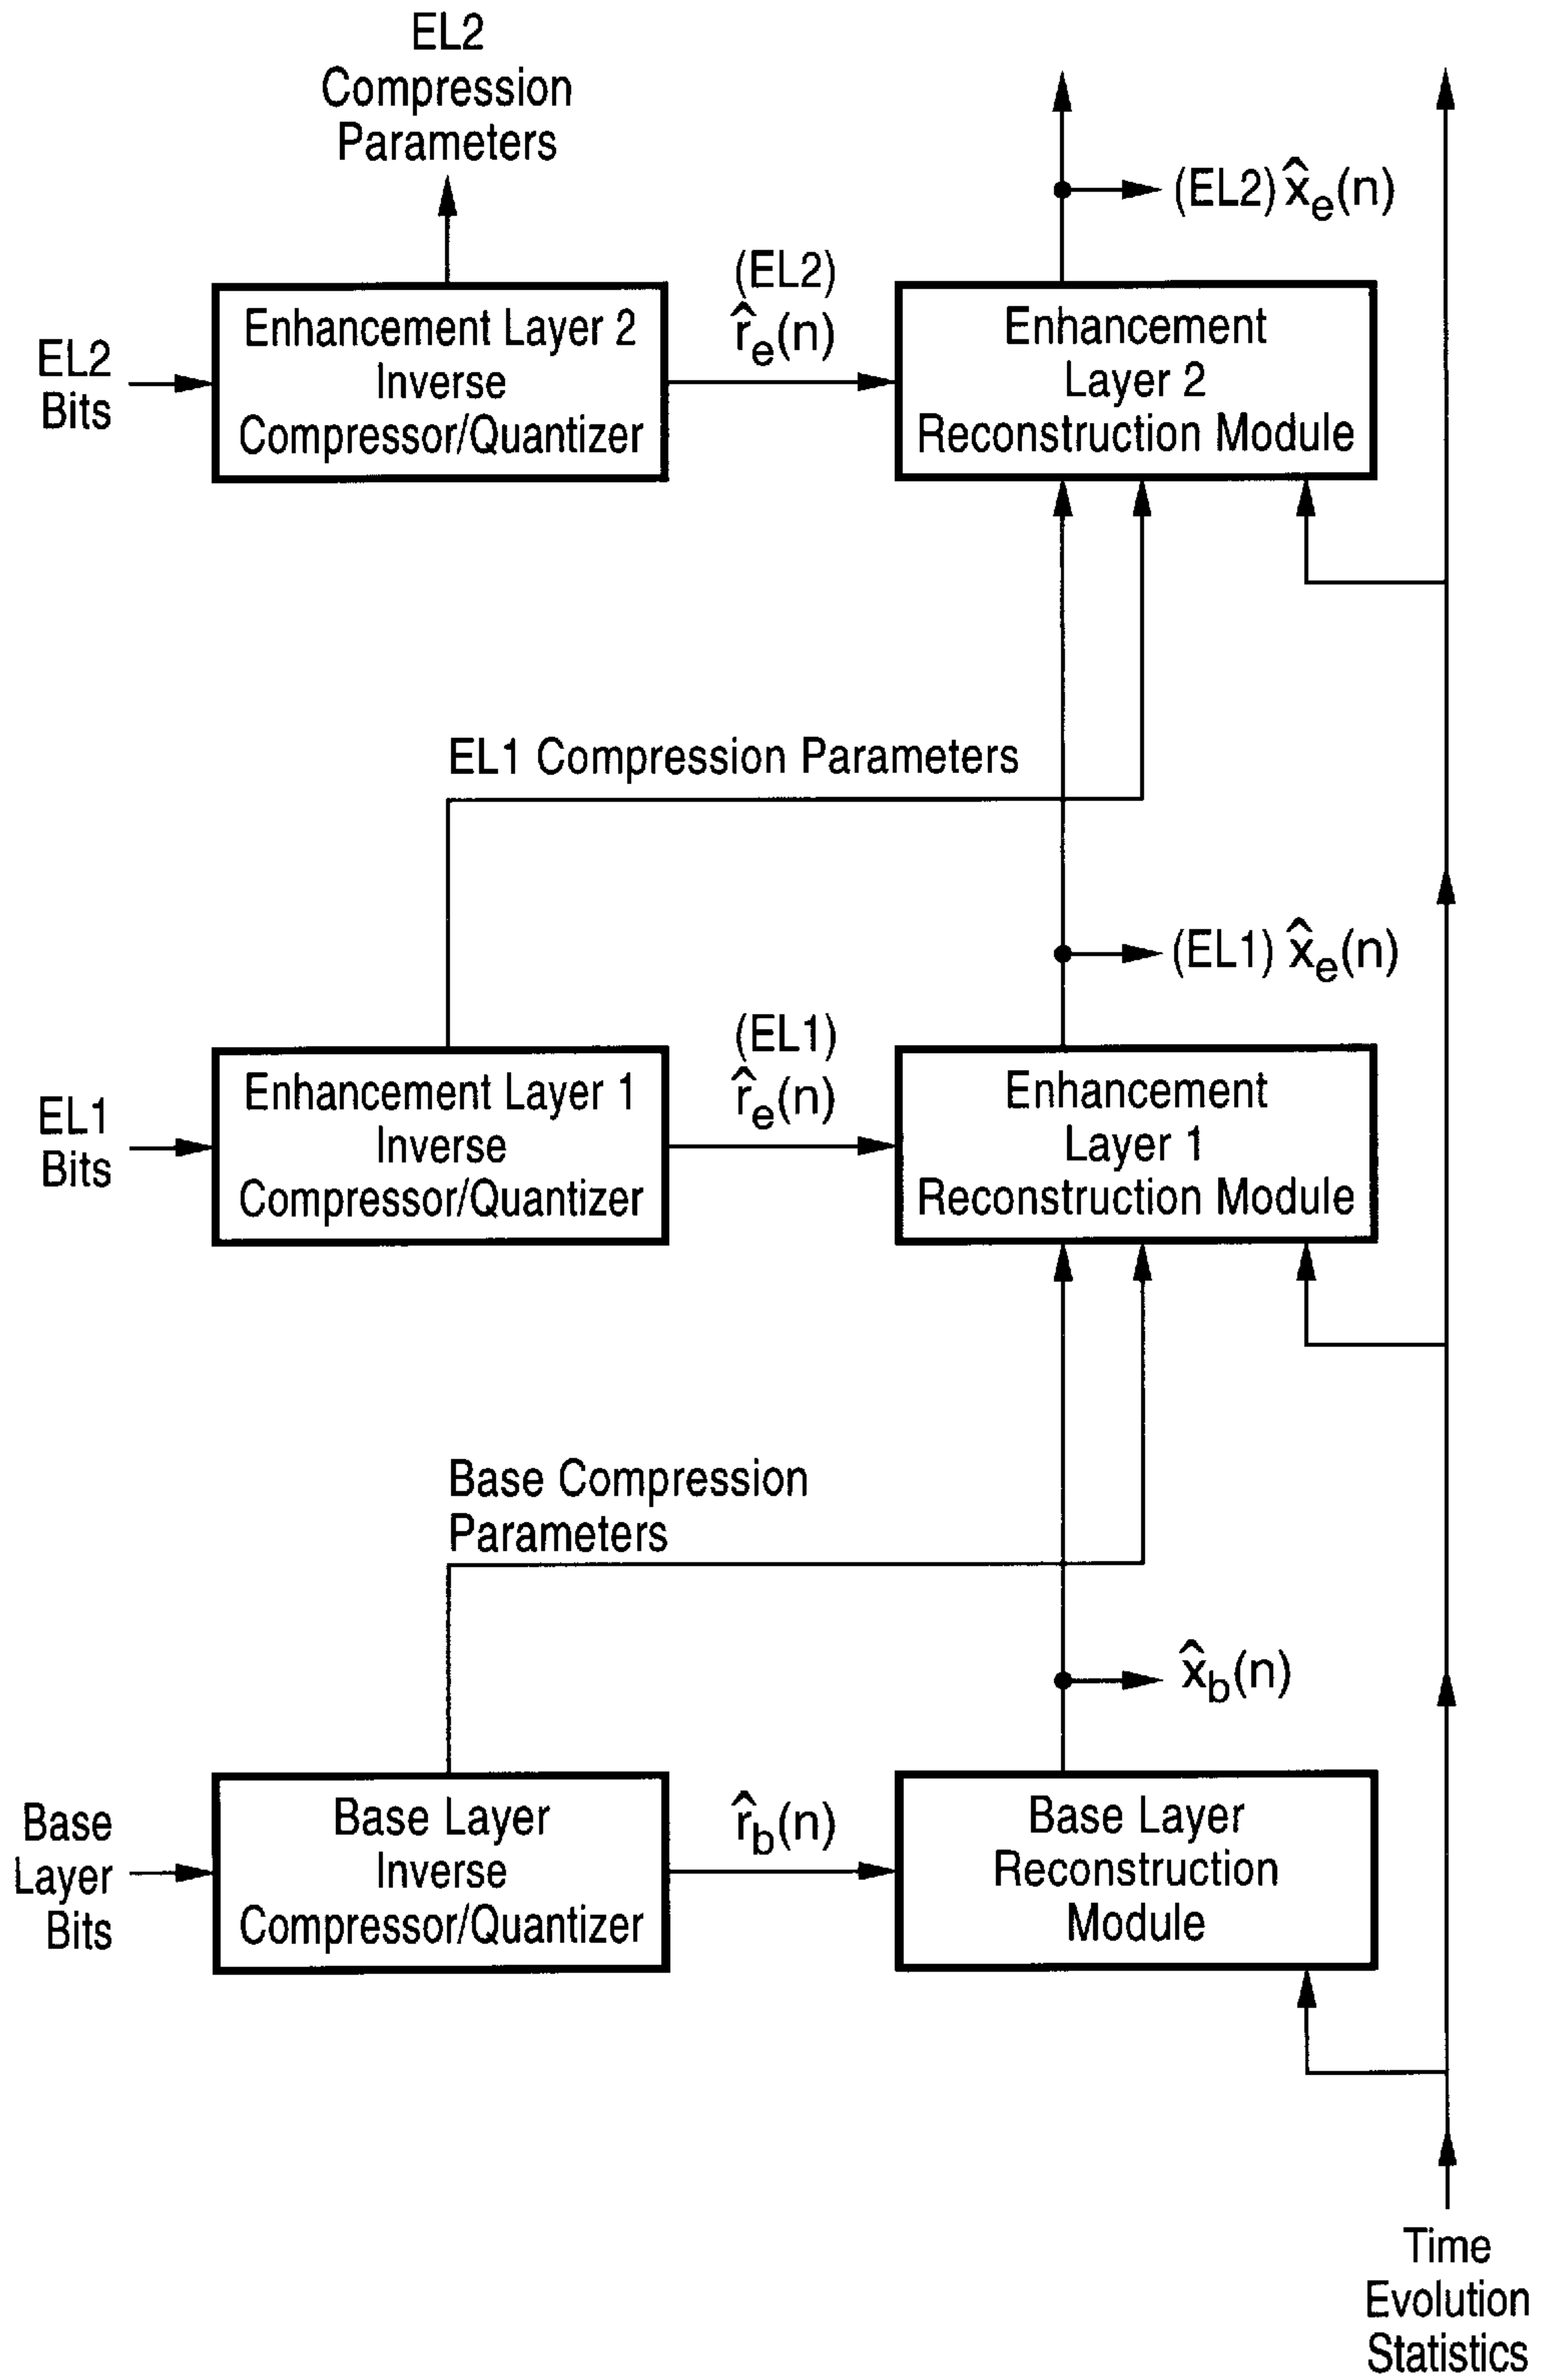 EL2
Compression
Parameters
(EL2) x̂e(n)
EL2
Bits
Enhancement Layer 2
Inverse
Compressor/Quantizer
(EL2)
r̂e(n)
Enhancement
Layer 2
Reconstruction Module
EL1 Compression Parameters
(EL1) x̂e(n)
EL1
Bits
Enhancement Layer 1
Inverse
Compressor/Quantizer
(EL1)
r̂e(n)
Enhancement
Layer 1
Reconstruction Module
Base Compression
Parameters
x̂b(n)
Base
Layer
Bits
Base Layer
Inverse
Compressor/Quantizer
r̂b(n)
Base Layer
Reconstruction
Module
Time
Evolution
Statistics